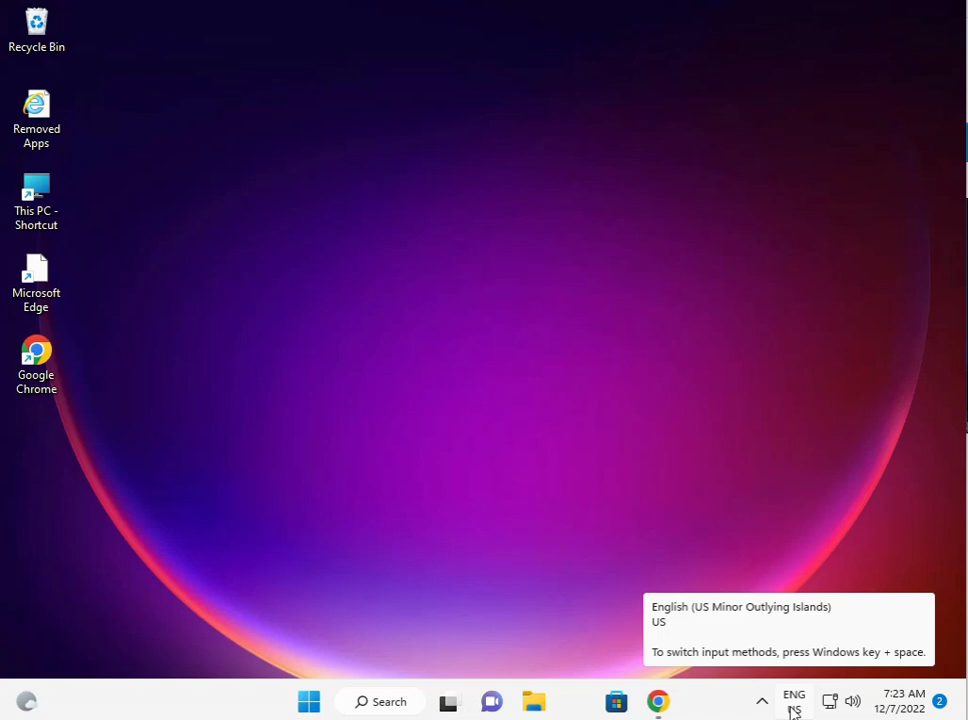 Recycle Bin
Removed
Apps
This PC -
Shortcut
Microsoft
Edge
Google
Chrome
English (US Minor Outlying Islands)
US
To switch input methods, press Windows key + space.
Search
ENG
US
7:23 AM
12/7/2022
2